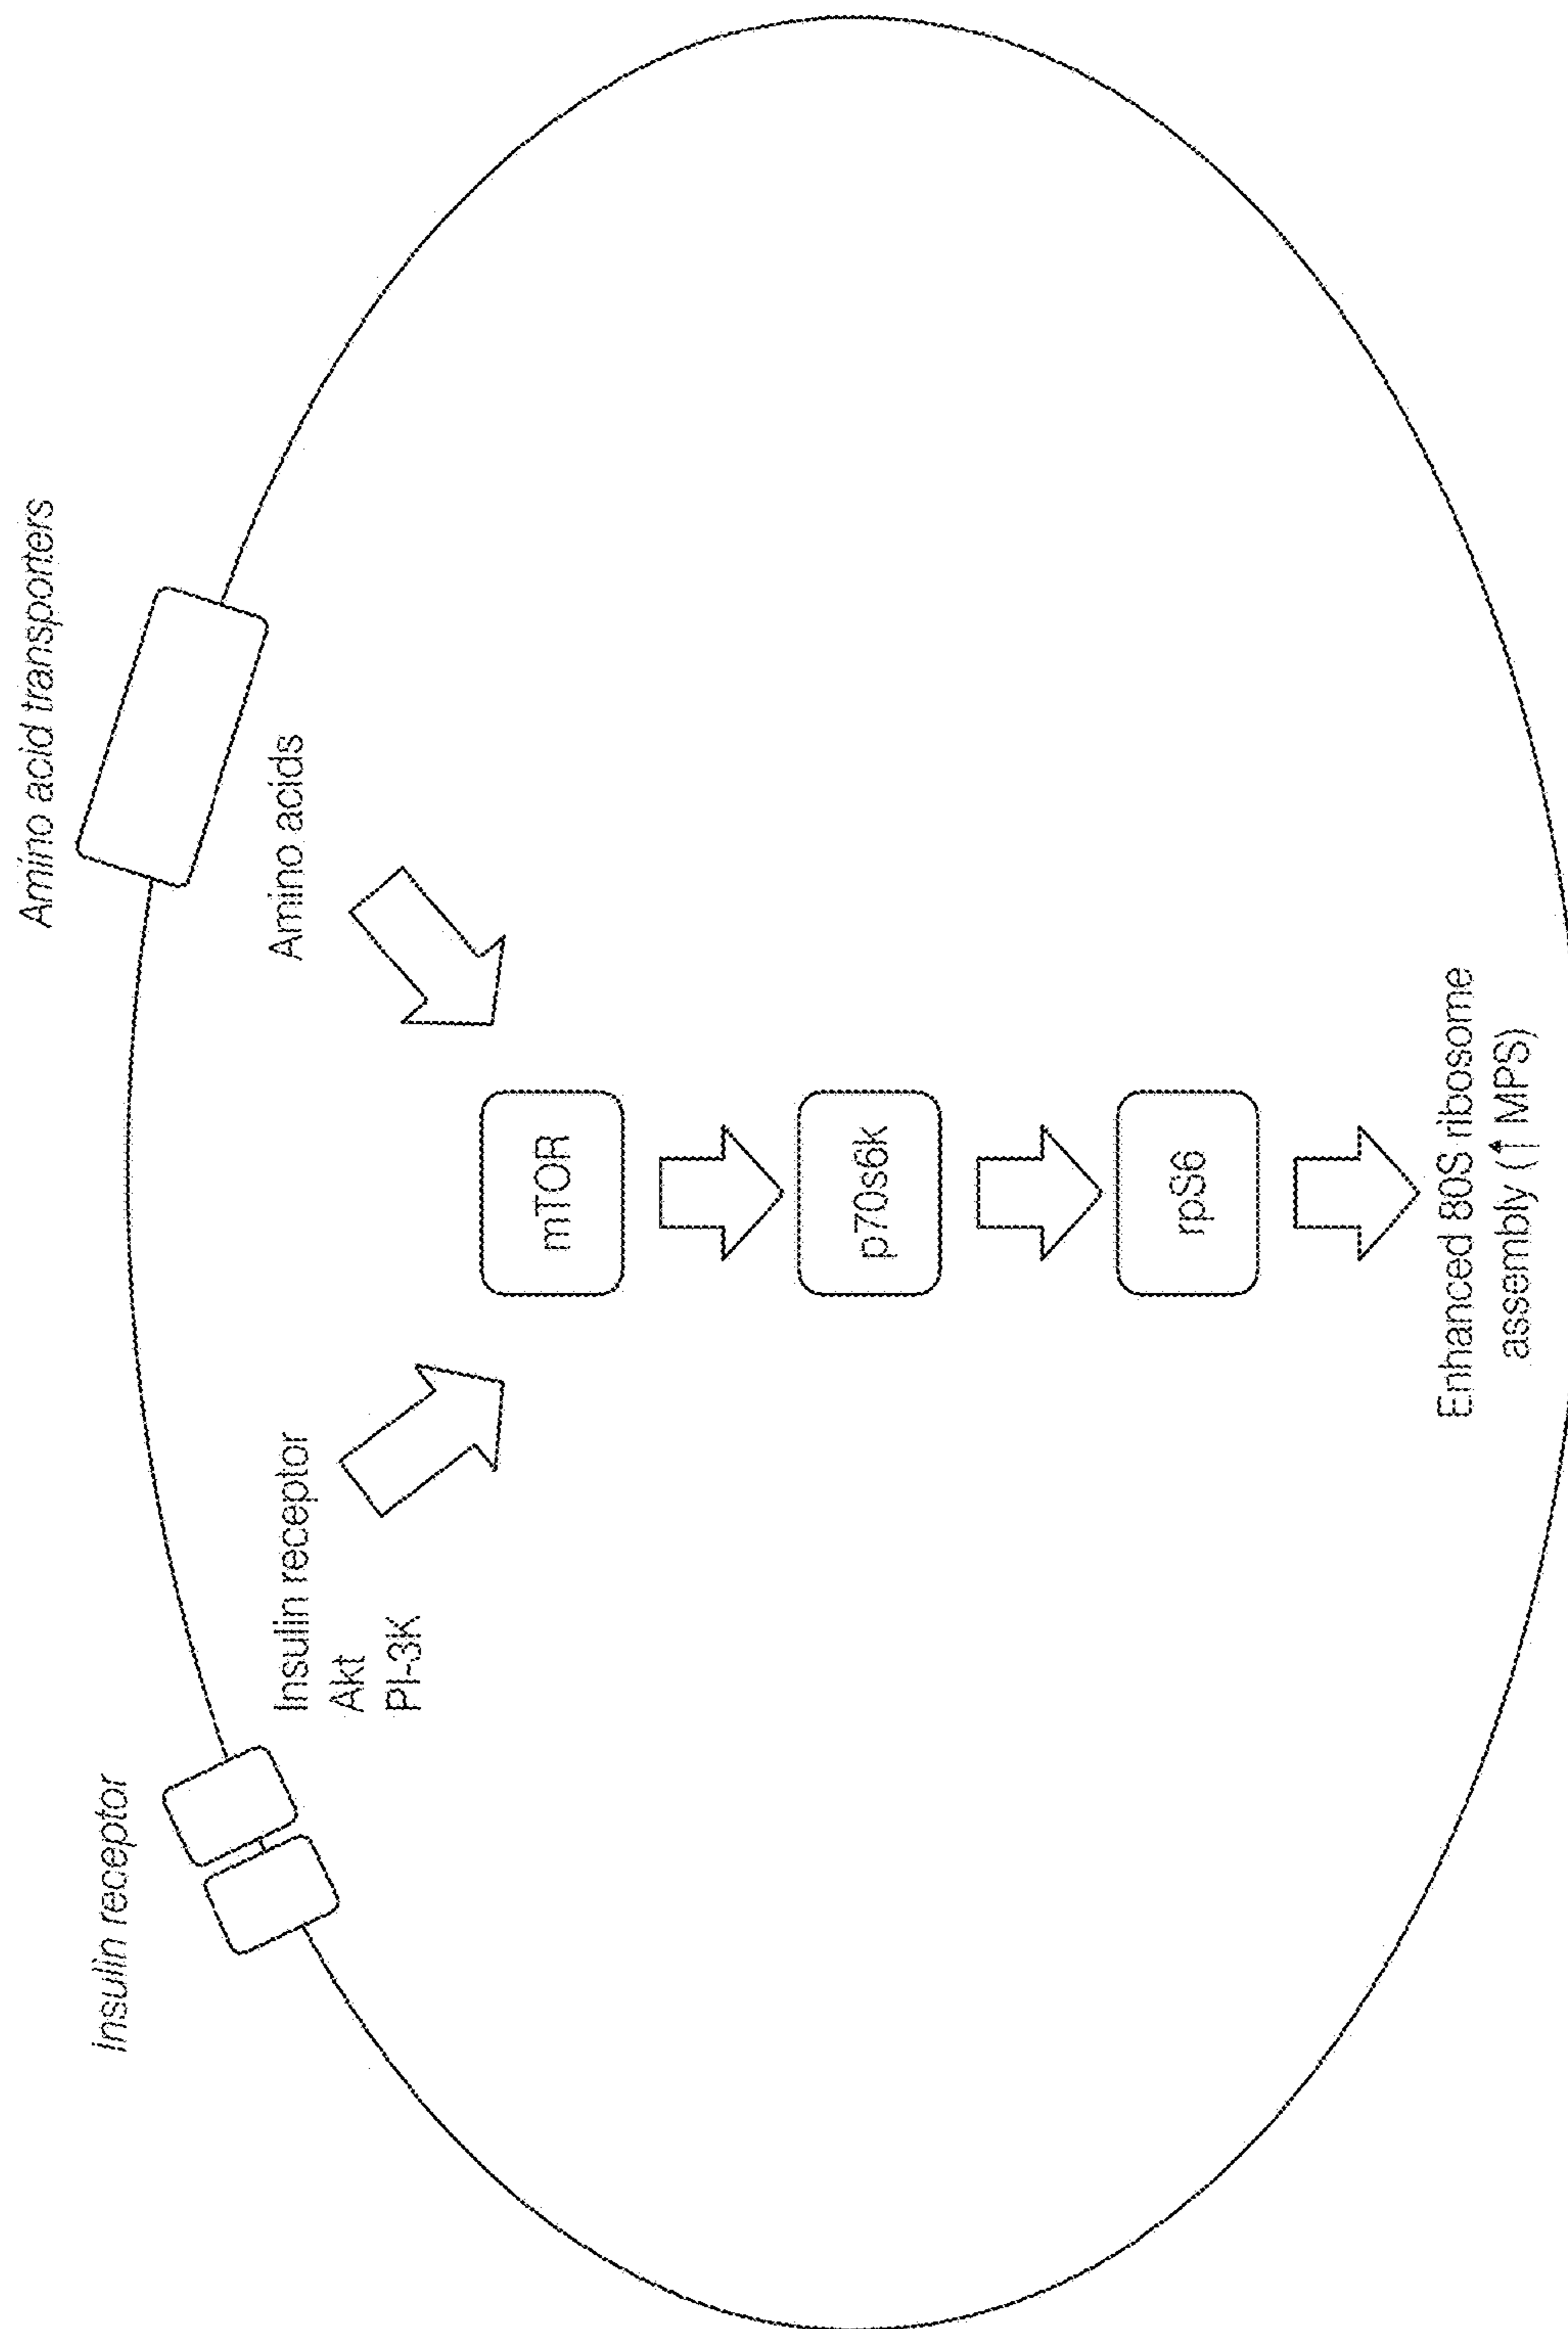 Insulin receptor
Amino acid transporters
Insulin receptor
Akt
PI-3K
Amino acids
mTOR
p70s6k
rpS6
Enhanced 80S ribosome
assembly (↑ MPS)